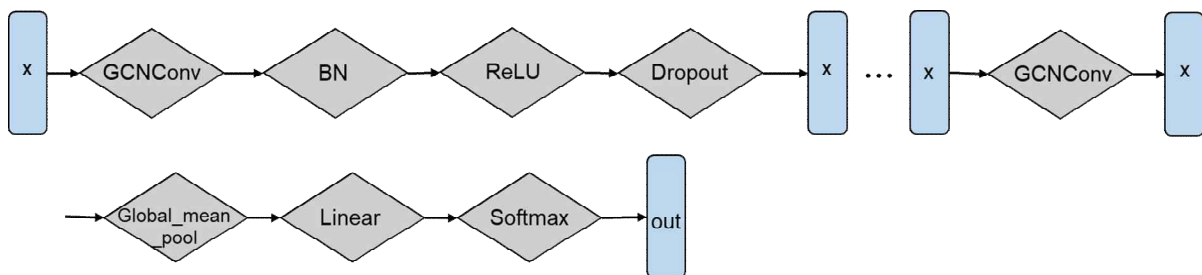 x GCNConv BN ReLU Dropout x ... x GCNConv x
Global_mean
_pool Linear Softmax out